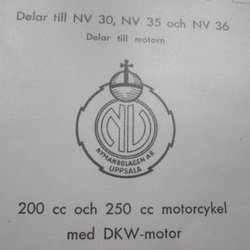 Delar till NV 30, NV 35 och NV 36
Delar till motorn
NV
NYMANBOLAGEN AB
UPPSALA
200 cc och 250 cc motorcykel
med DKW-motor